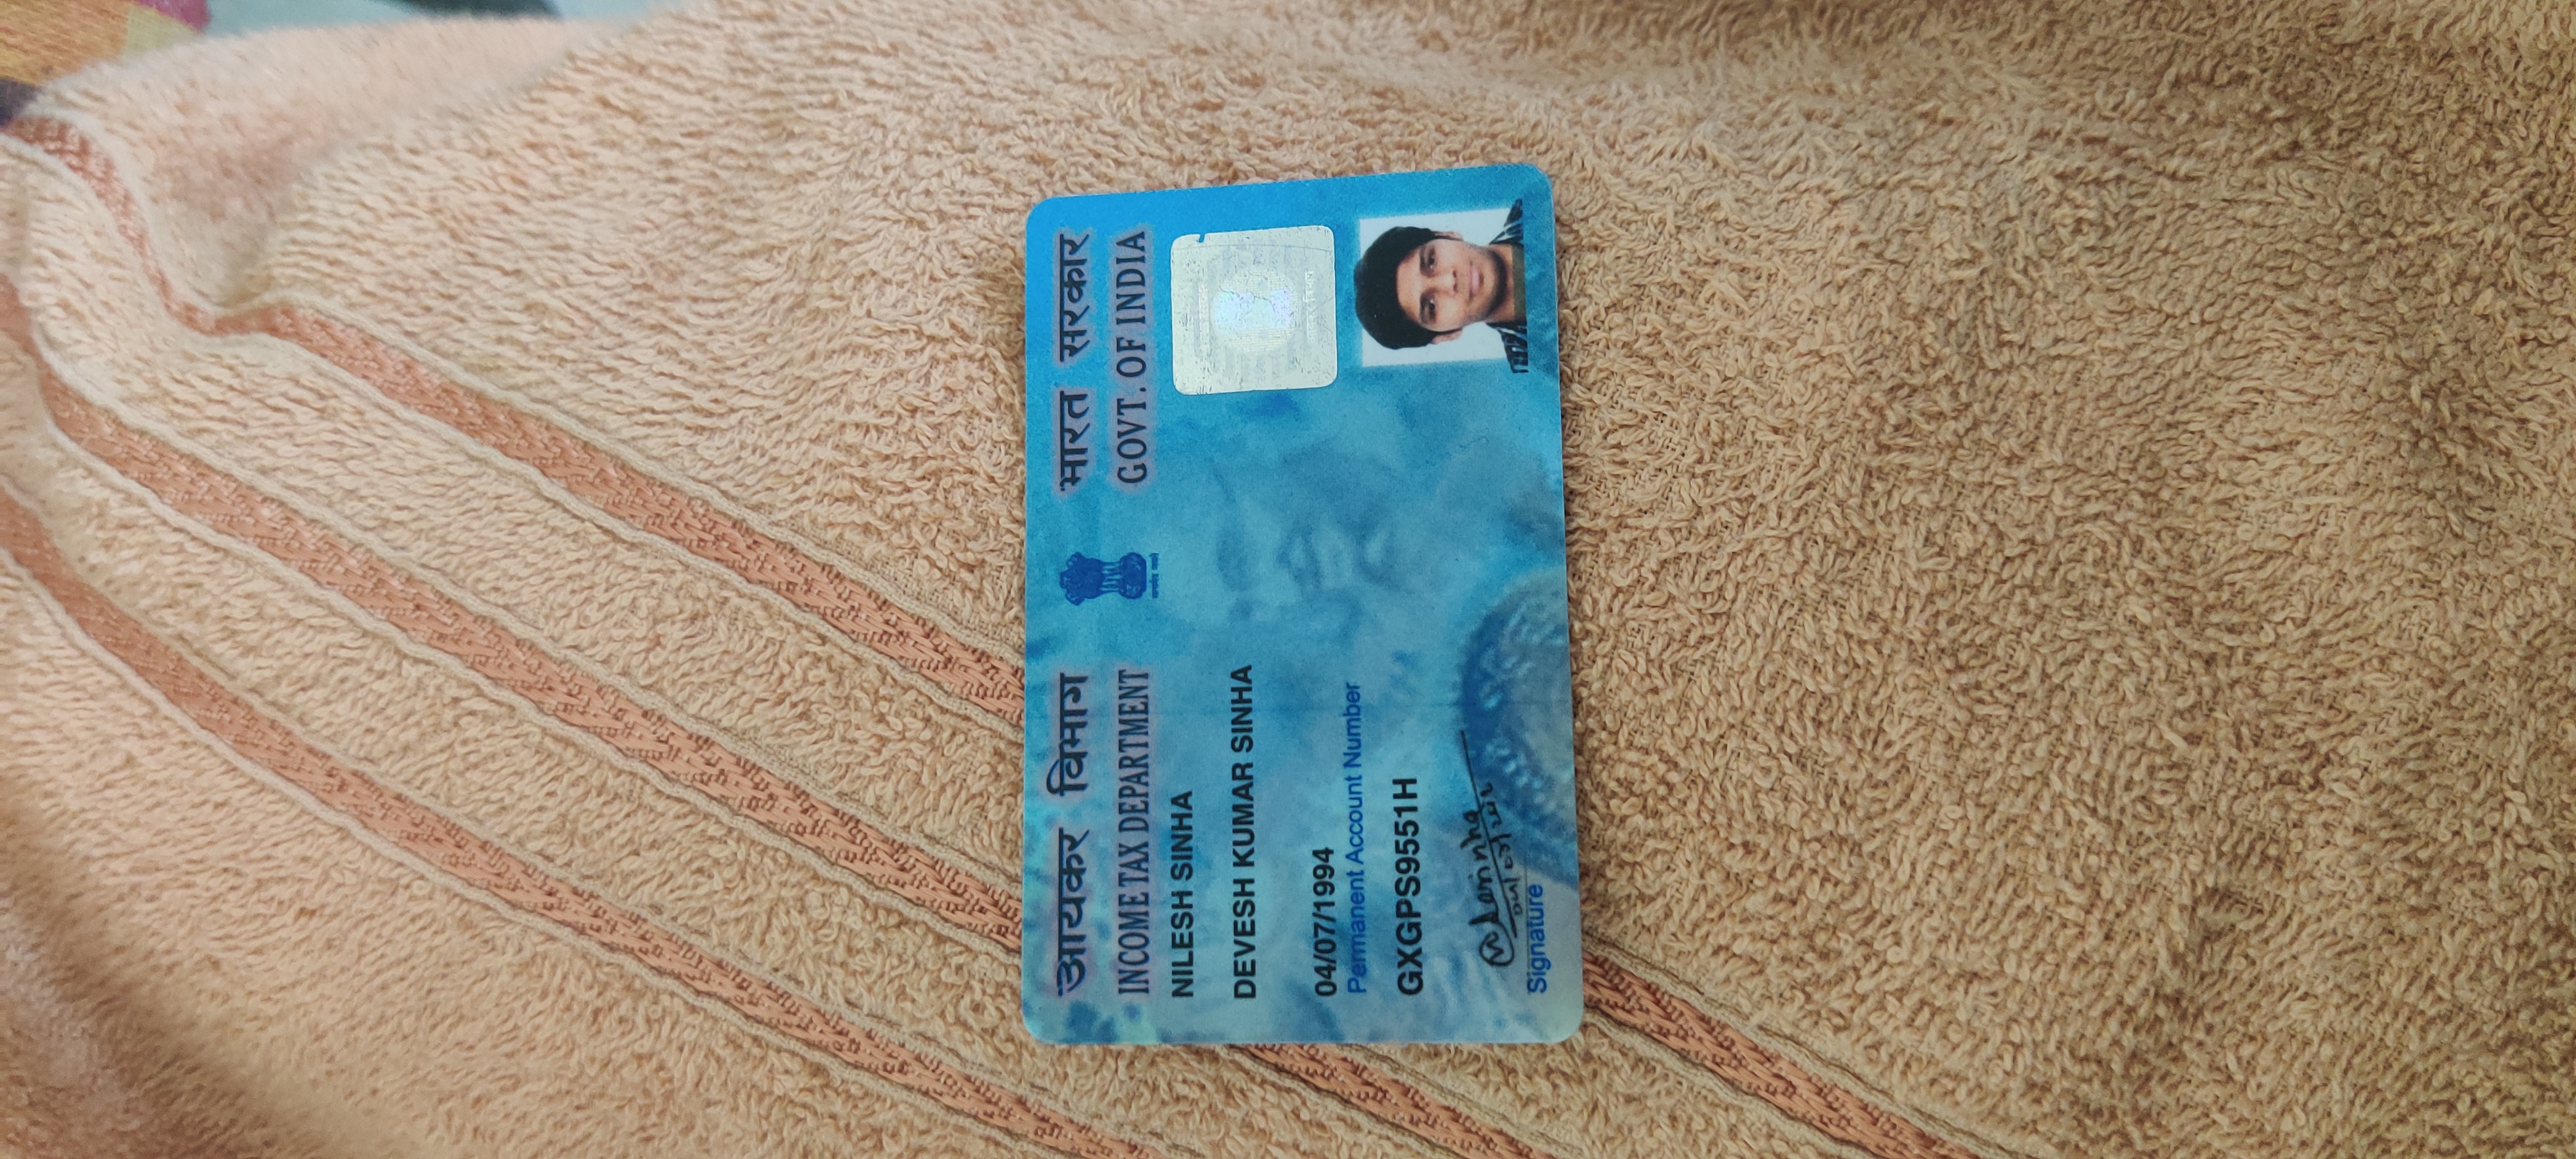 आयकर विभाग
INCOME TAX DEPARTMENT
भारत सरकार
GOVT. OF INDIA
NILESH SINHA
DEVESH KUMAR SINHA
04/07/1994
Permanent Account Number
GXGPS9551H
Signature